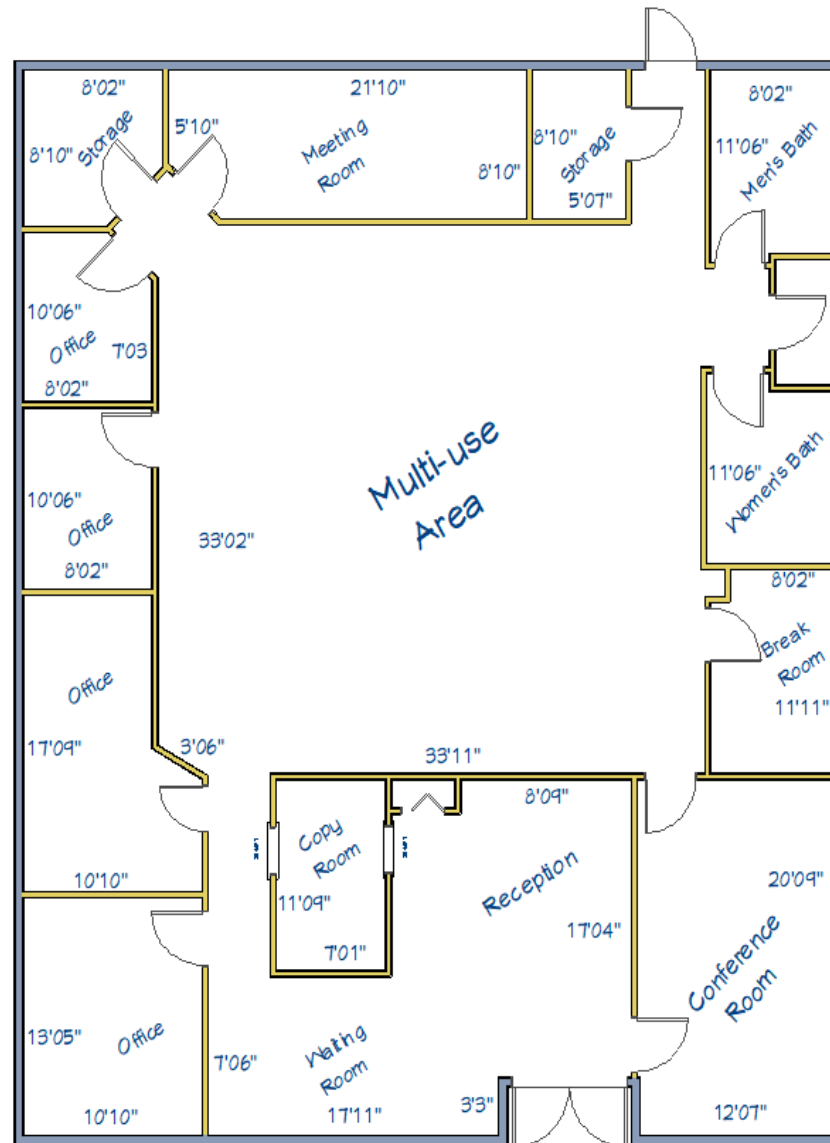 8'02"
21'10"
8'02"
8'10"
Storage
5'10"
Meeting
Room
8'10"
8'10"
Storage
5'07"
11'06"
Men's Bath
10'06"
Office
7'03
8'02"
10'06"
Office
8'02"
Multi-use
Area
33'02"
11'06"
Women's Bath
8'02"
Break
Room
11'11"
Office
17'09"
3'06"
33'11"
10'10"
Copy
Room
11'09"
7'01"
8'09"
Reception
17'04"
20'09"
Conference
Room
12'07"
13'05"
Office
10'10"
7'06"
Waiting
Room
17'11"
3'3"